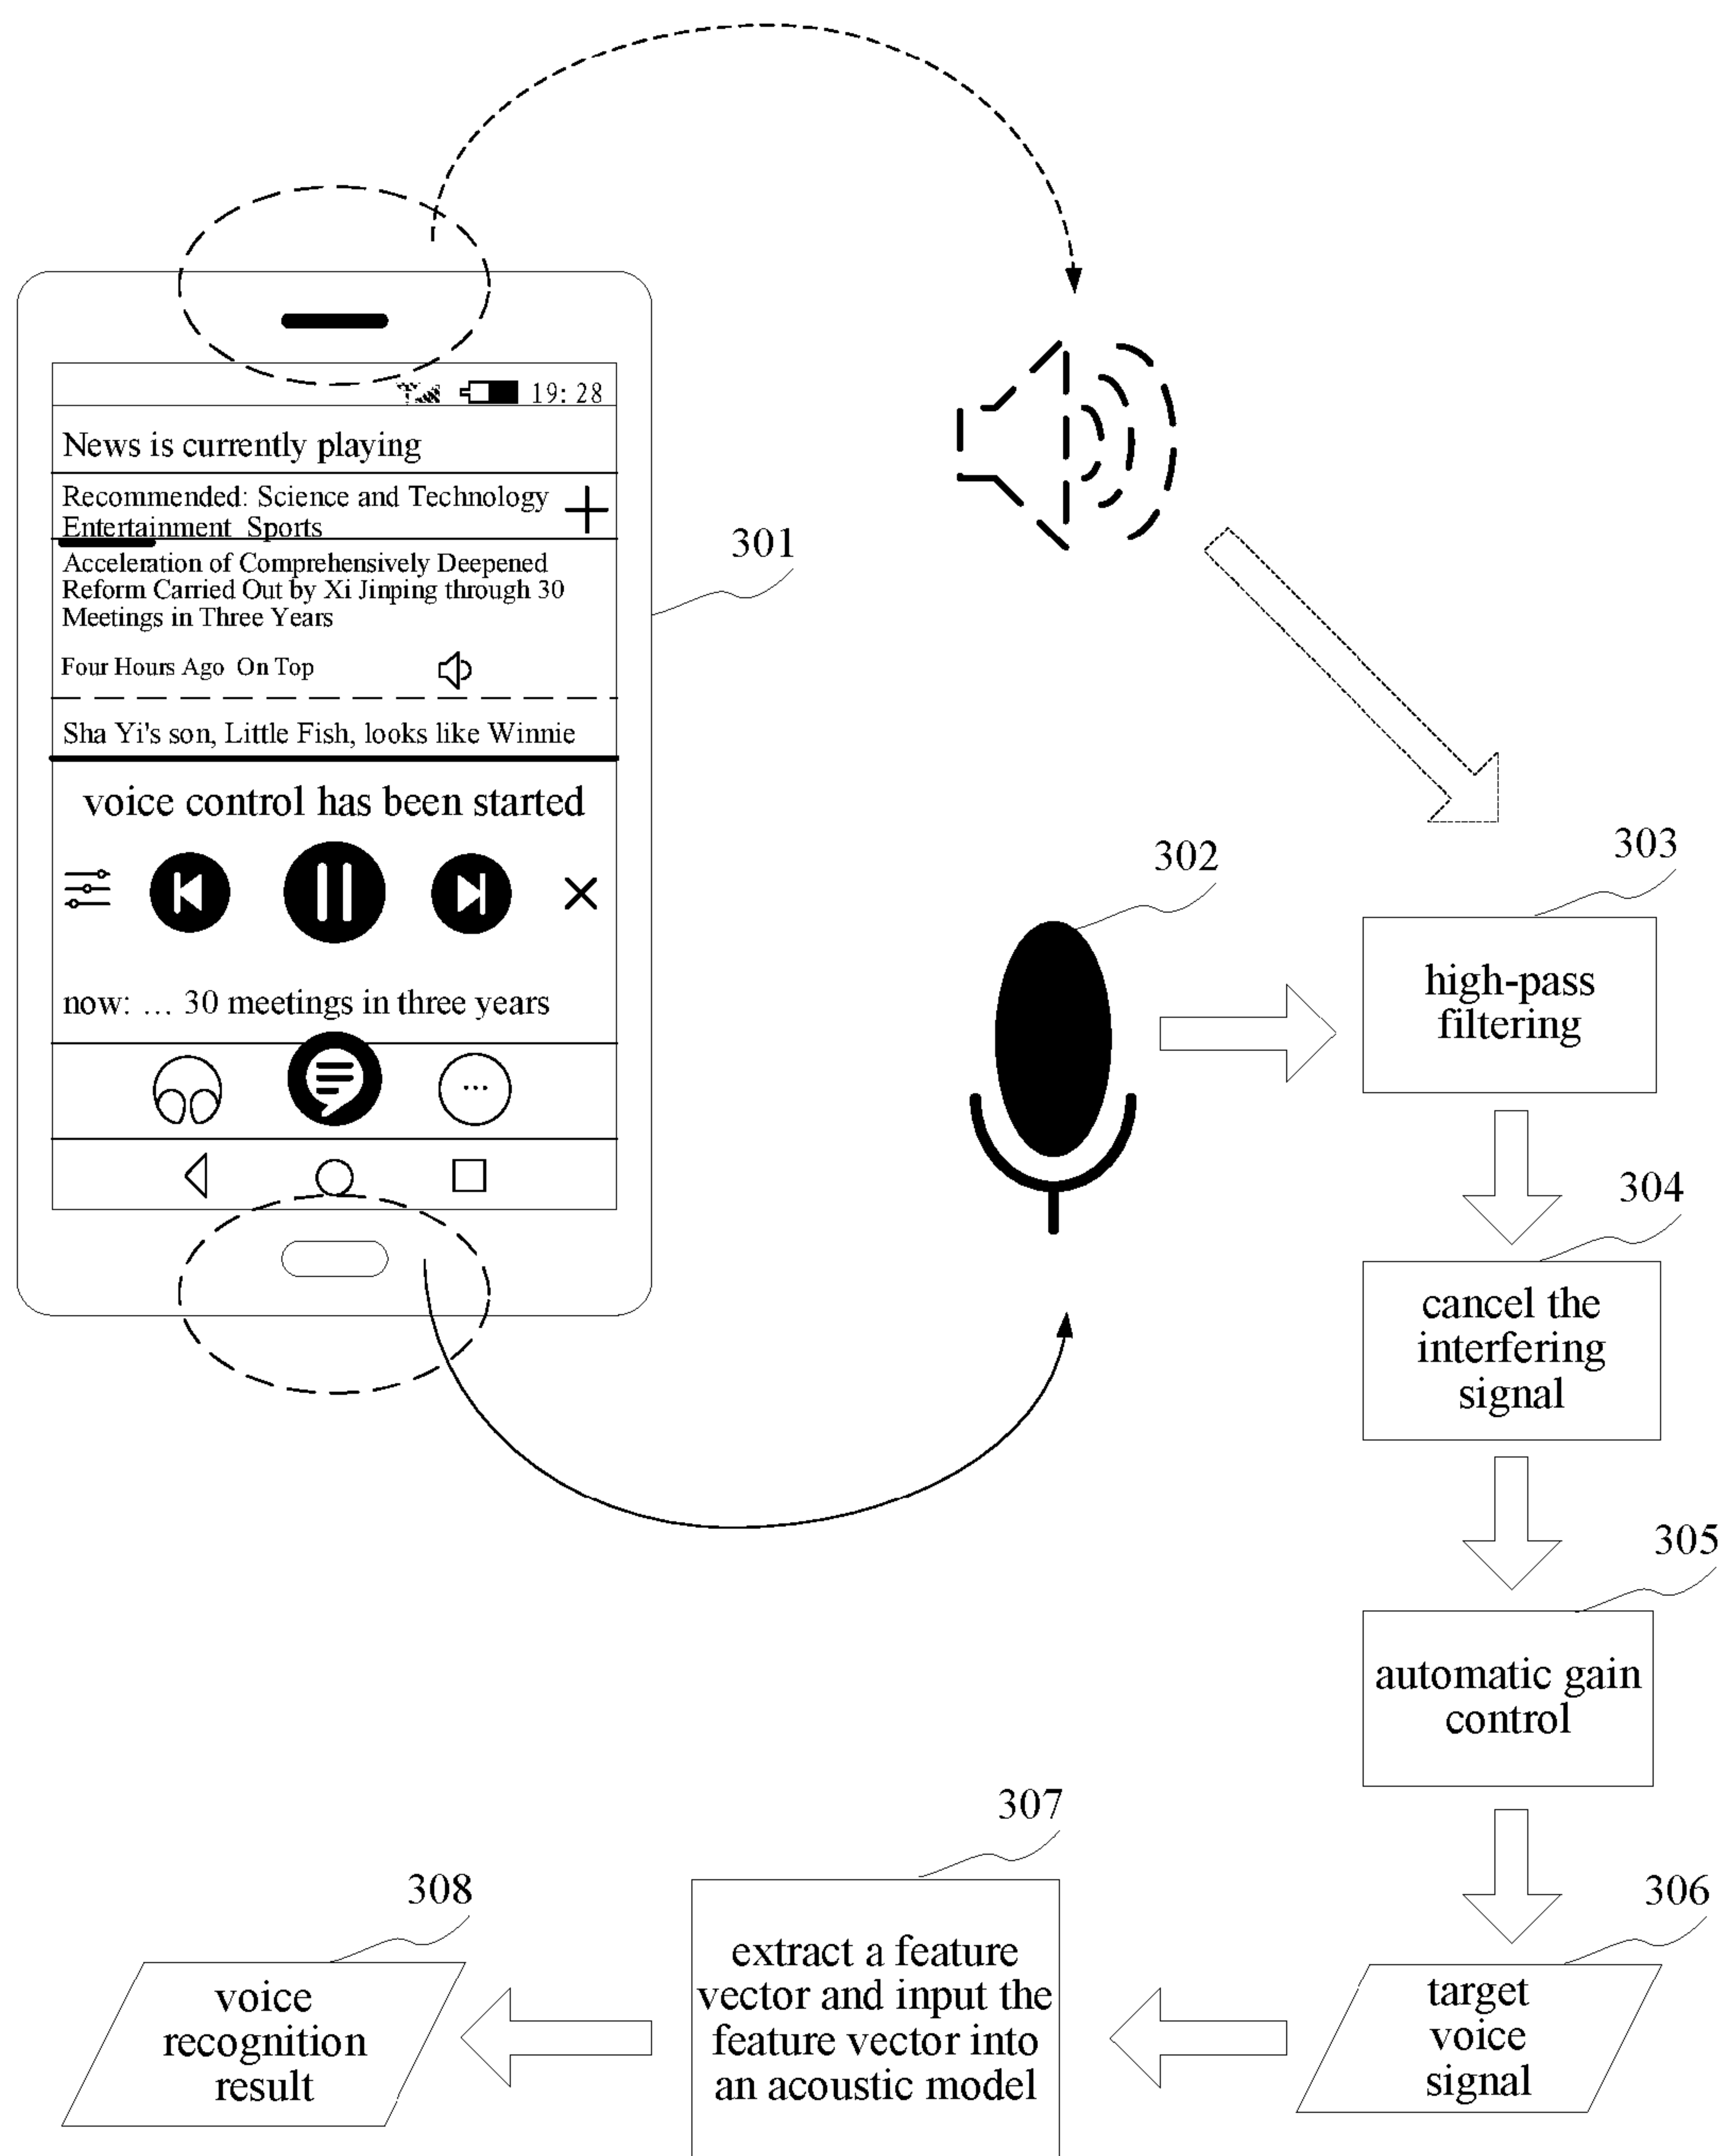 19:28
News is currently playing
Recommended: Science and Technology
Entertainment Sports
Acceleration of Comprehensively Deepened
Reform Carried Out by Xi Jinping through 30
Meetings in Three Years
Four Hours Ago On Top
Sha Yi's son, Little Fish, looks like Winnie
voice control has been started
now: ... 30 meetings in three years
301
302
303
high-pass
filtering
304
cancel the
interfering
signal
305
automatic gain
control
306
target
voice
signal
307
extract a feature
vector and input the
feature vector into
an acoustic model
308
voice
recognition
result